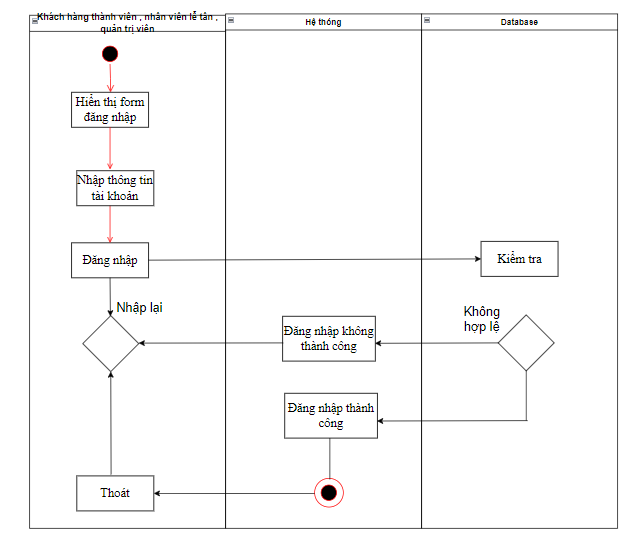 Khách hàng thành viên , nhân viên lễ tân ,
quản trị viên
Hệ thống
Database
Hiển thị form
đăng nhập
Nhập thông tin
tài khoản
Đăng nhập
Kiểm tra
Nhập lại
Không
hợp lệ
Đăng nhập không
thành công
Đăng nhập thành
công
Thoát